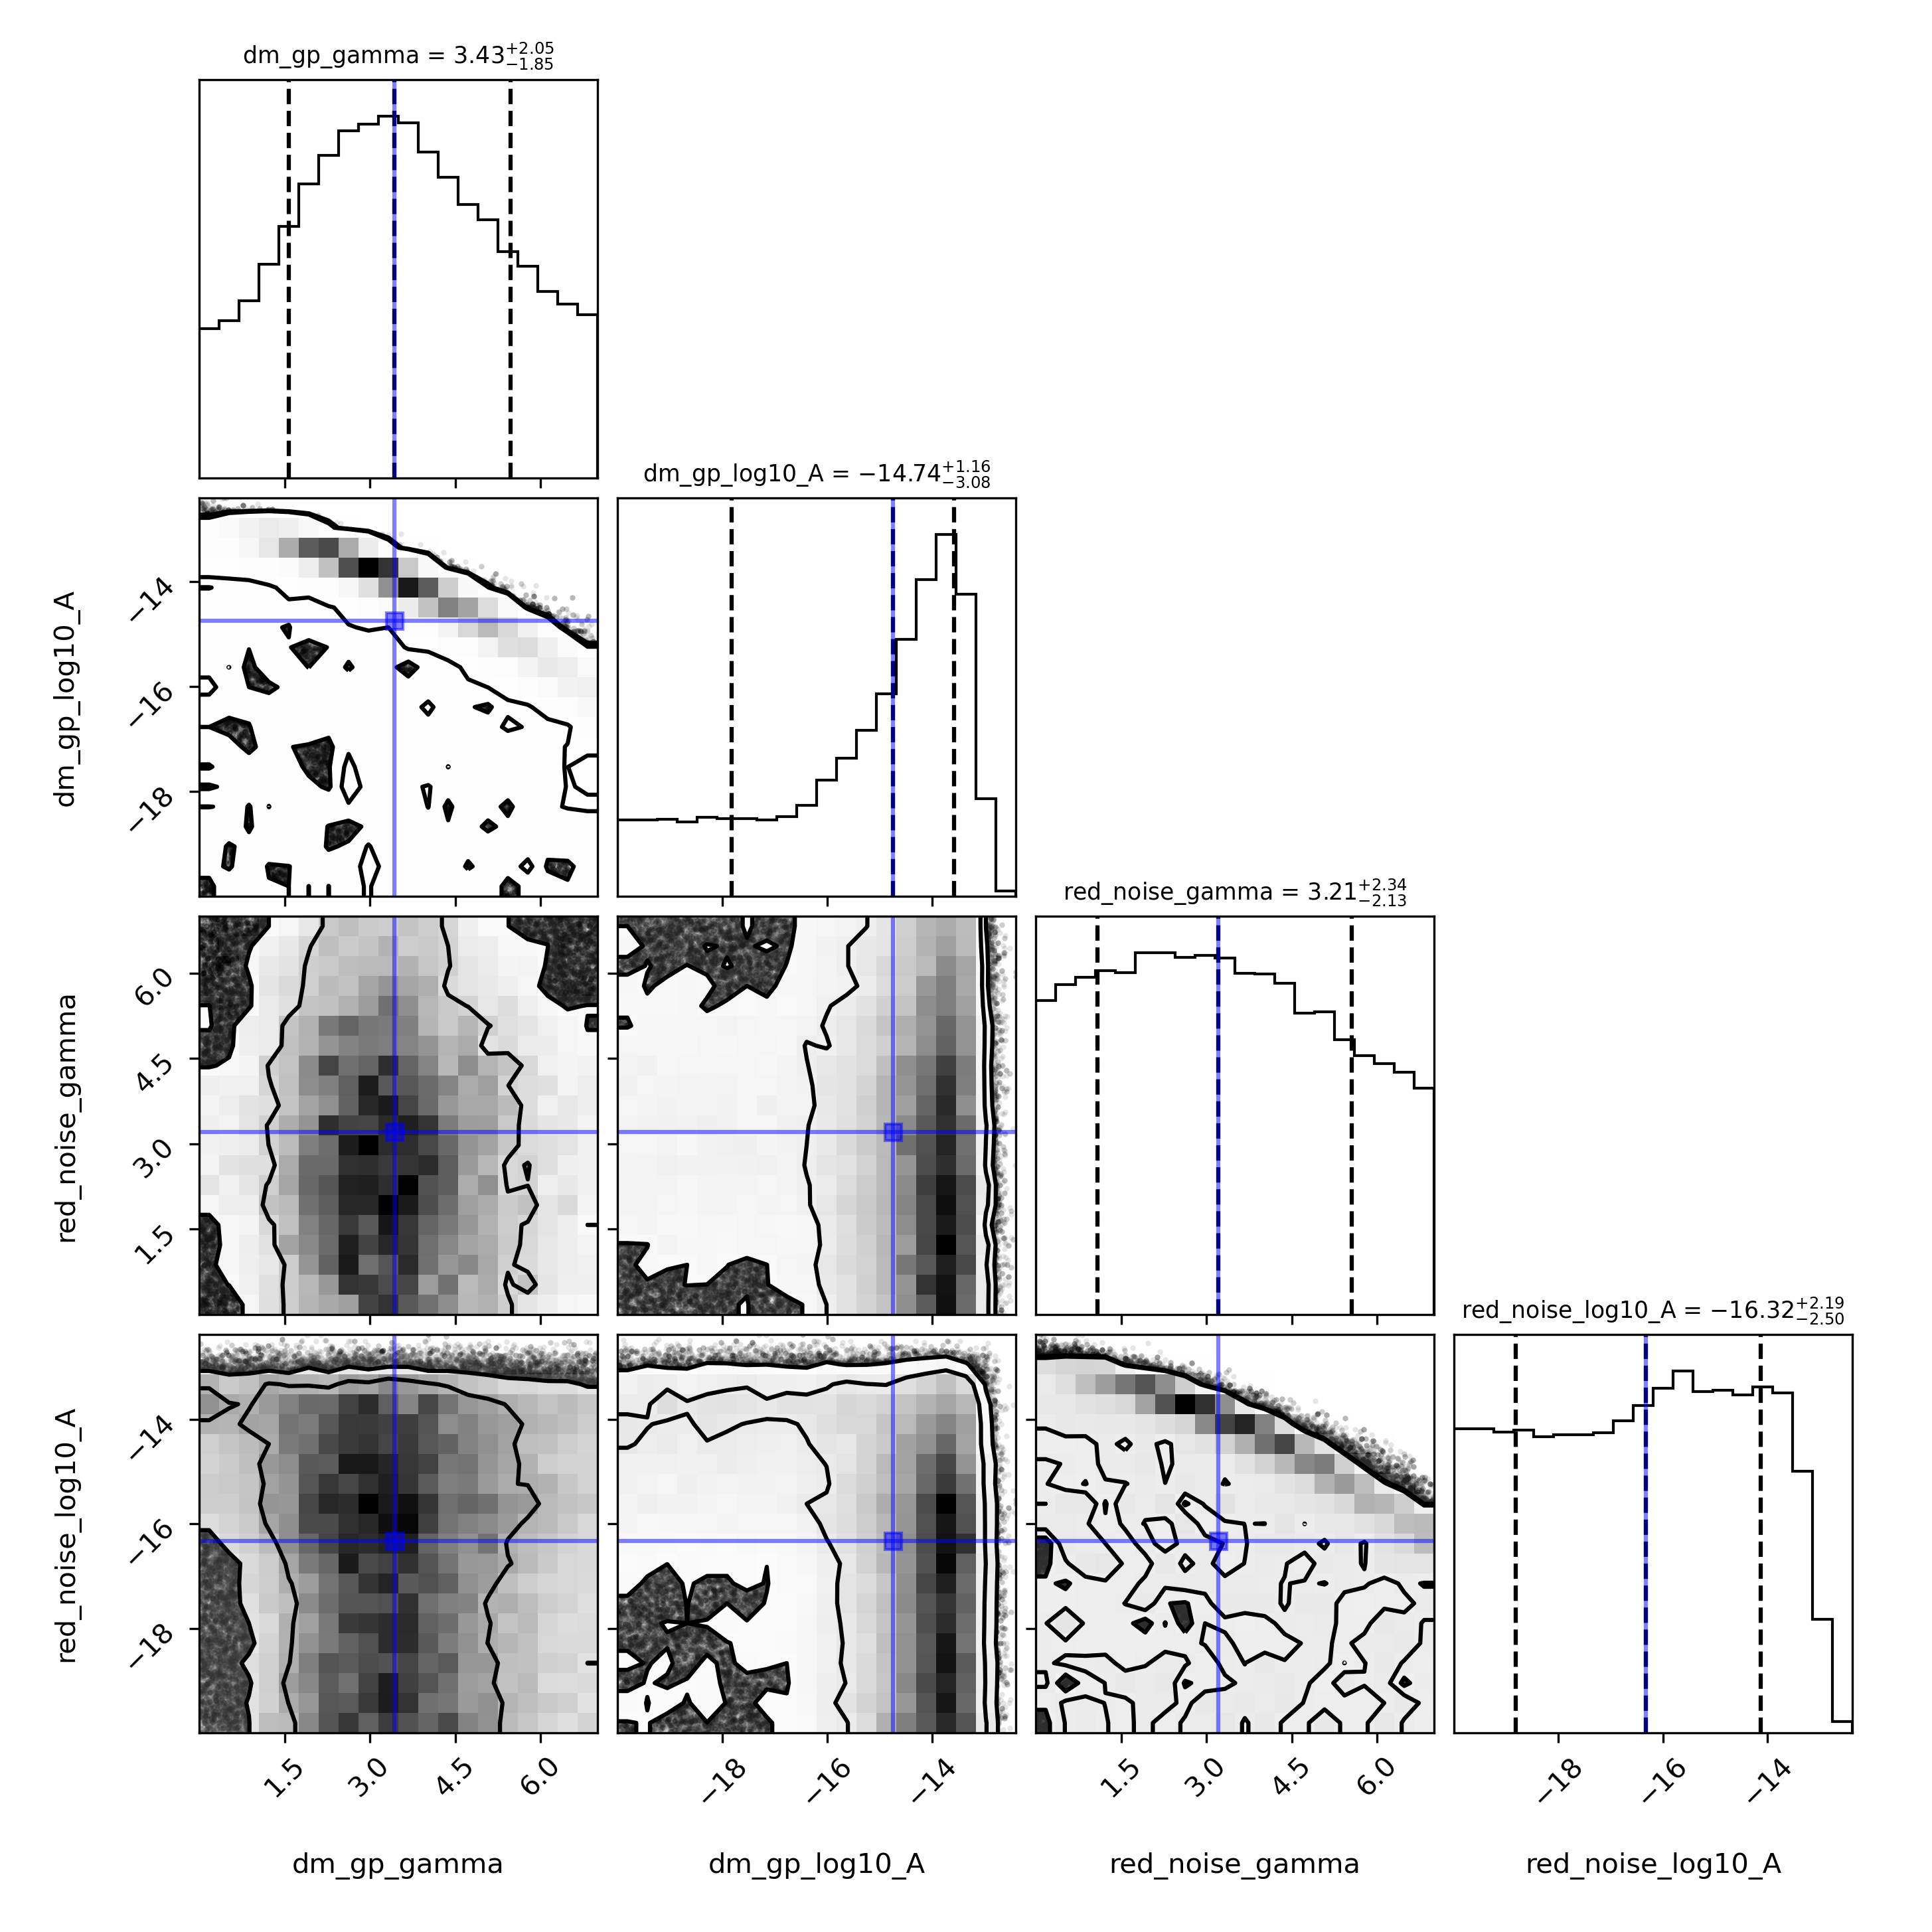 dm_gp_gamma = 3.43+2.05−1.85
dm_gp_log10_A = −14.74+1.16−3.08
−14
−16
−18
dm_gp_log10_A
red_noise_gamma = 3.21+2.34−2.13
6.0
4.5
3.0
1.5
red_noise_gamma
red_noise_log10_A = −16.32+2.19−2.50
−14
−16
−18
red_noise_log10_A
1.5 3.0 4.5 6.0 −18 −16 −14 1.5 3.0 4.5 6.0 −18 −16 −14
dm_gp_gamma dm_gp_log10_A red_noise_gamma red_noise_log10_A